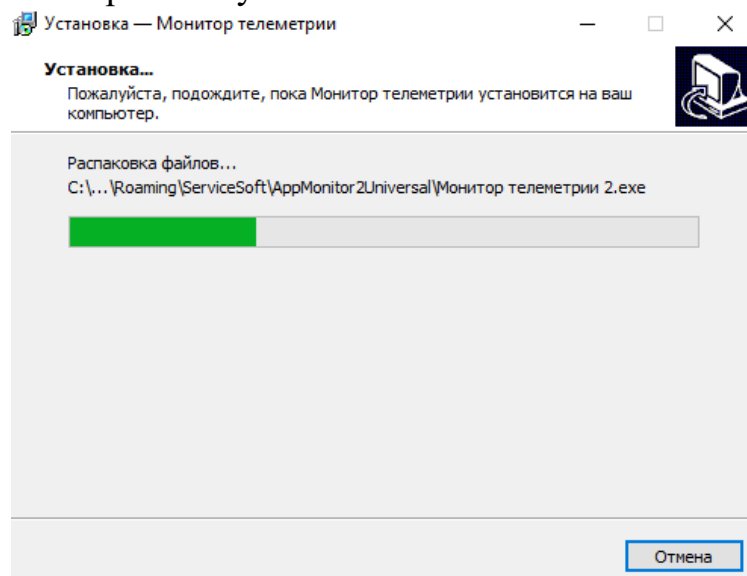 Установка — Монитор телеметрии
Установка...
Пожалуйста, подождите, пока Монитор телеметрии установится на ваш
компьютер.
Распаковка файлов...
C:\...\Roaming\ServiceSoft\AppMonitor2Universal\Монитор телеметрии 2.exe
Отмена